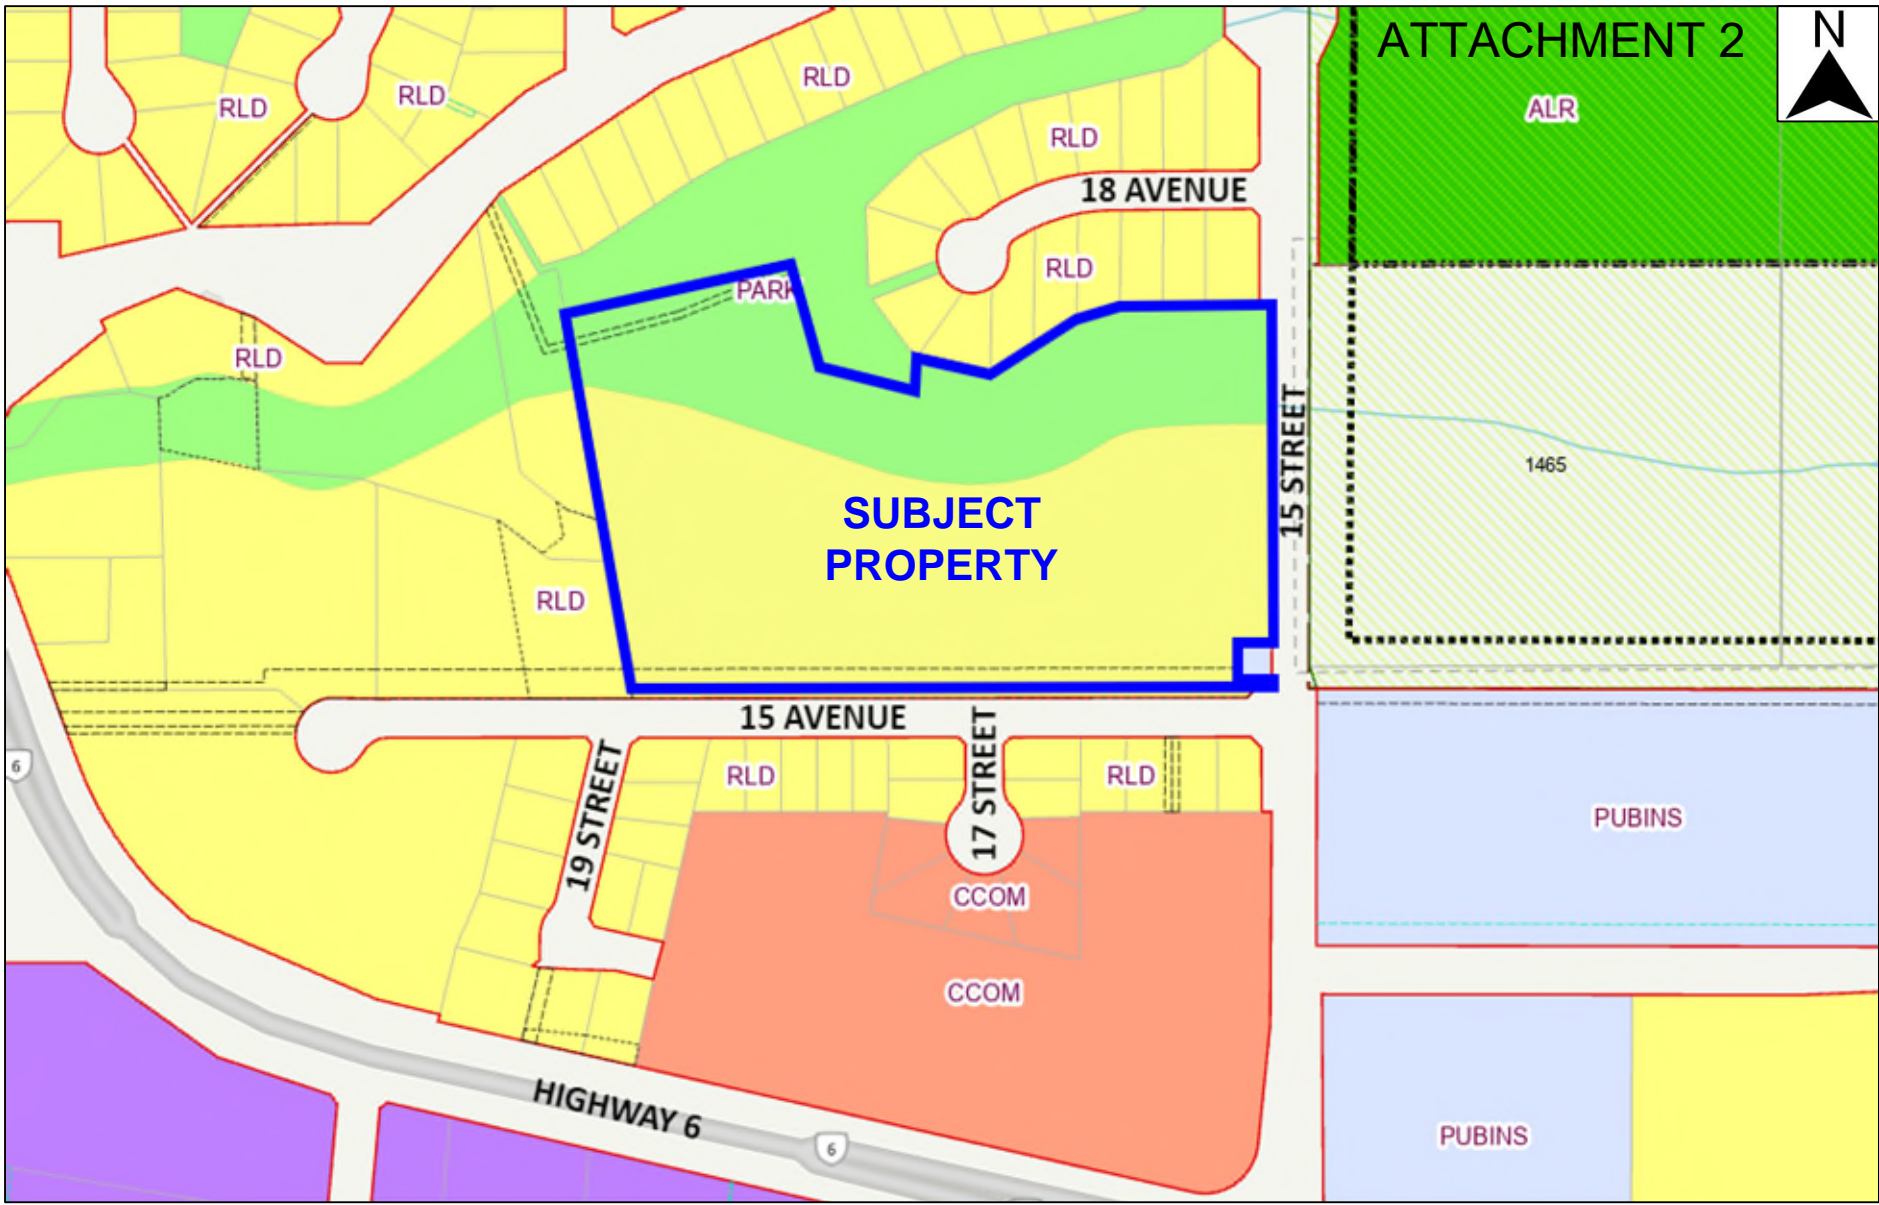 ATTACHMENT 2
N
RLD
RLD
RLD
ALR
RLD
18 AVENUE
RLD
PARK
RLD
15 STREET
1465
SUBJECT
PROPERTY
RLD
15 AVENUE
17 STREET
19 STREET
RLD
RLD
6
PUBINS
CCOM
CCOM
HIGHWAY 6
6
PUBINS